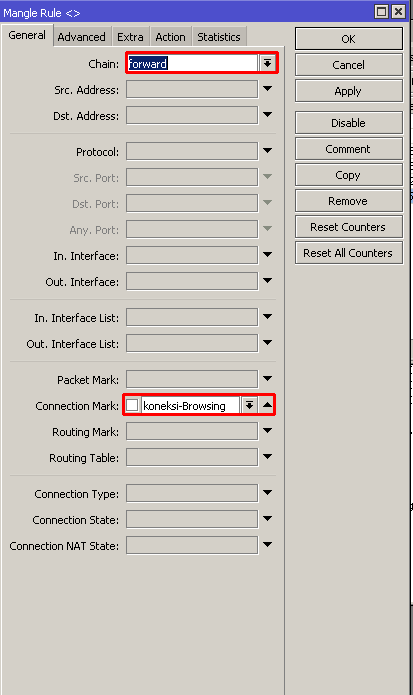 Mangle Rule <>
General Advanced Extra Action Statistics
Chain: forward
Src. Address:
Dst. Address:
Protocol:
Src. Port:
Dst. Port:
Any. Port:
In. Interface:
Out. Interface:
In. Interface List:
Out. Interface List:
Packet Mark:
Connection Mark: koneksi-Browsing
Routing Mark:
Routing Table:
Connection Type:
Connection State:
Connection NAT State:
OK
Cancel
Apply
Disable
Comment
Copy
Remove
Reset Counters
Reset All Counters